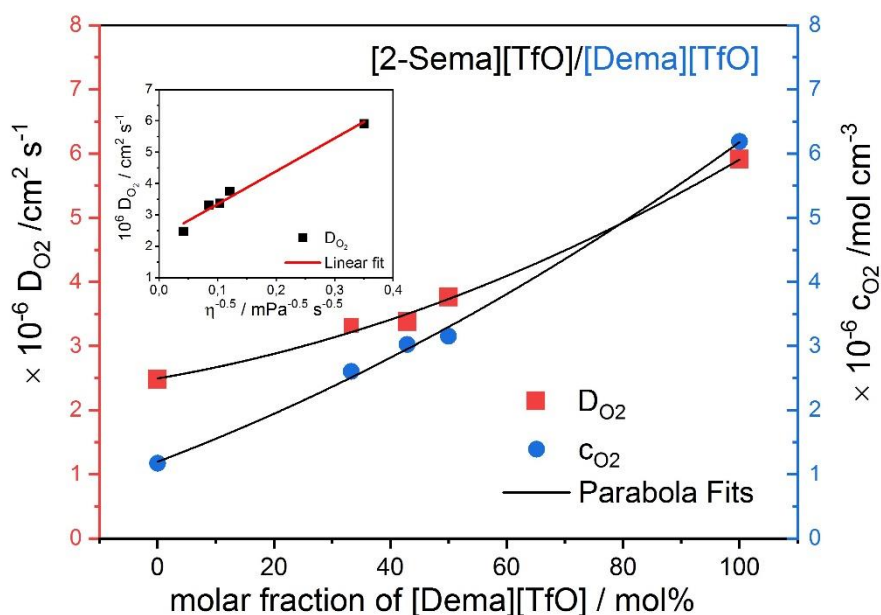 [2-Sema][TfO]/[Dema][TfO]
× 10⁻⁶ D_O2 /cm² s⁻¹
8
7
6
5
4
3
2
1
0
10⁶ D_O₂ / cm² s⁻¹
7
6
5
4
3
2
1
0,0 0,1 0,2 0,3 0,4
η⁻⁰·⁵ / mPa⁻⁰·⁵ s⁻⁰·⁵
D_O₂
Linear fit
D_O2
c_O2
Parabola Fits
8
7
6
5
4
3
2
1
0
× 10⁻⁶ c_O2 /mol cm⁻³
0 20 40 60 80 100
molar fraction of [Dema][TfO] / mol%